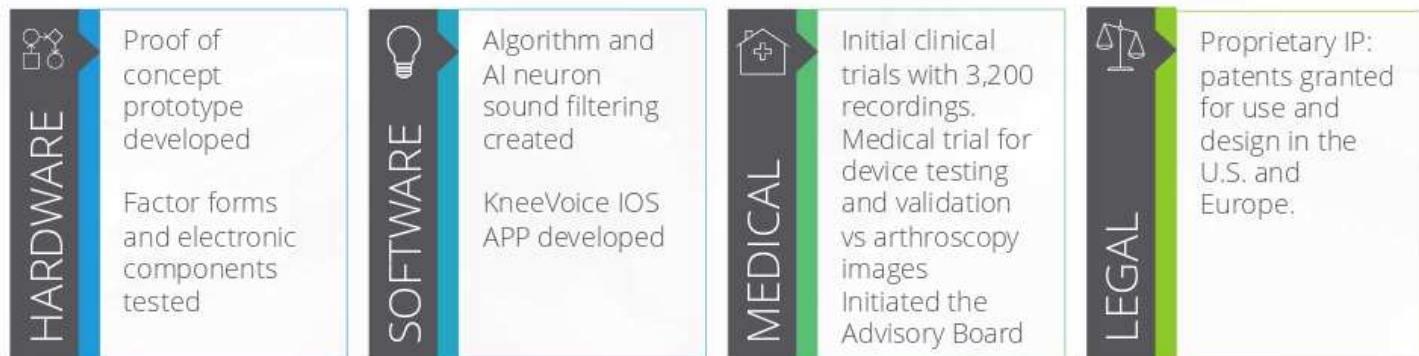 HARDWARE
Proof of
concept
prototype
developed
Factor forms
and electronic
components
tested
SOFTWARE
Algorithm and
AI neuron
sound filtering
created
KneeVoice IOS
APP developed
MEDICAL
Initial clinical
trials with 3,200
recordings.
Medical trial for
device testing
and validation
vs arthroscopy
images
Initiated the
Advisory Board
LEGAL
Proprietary IP:
patents granted
for use and
design in the
U.S. and
Europe.